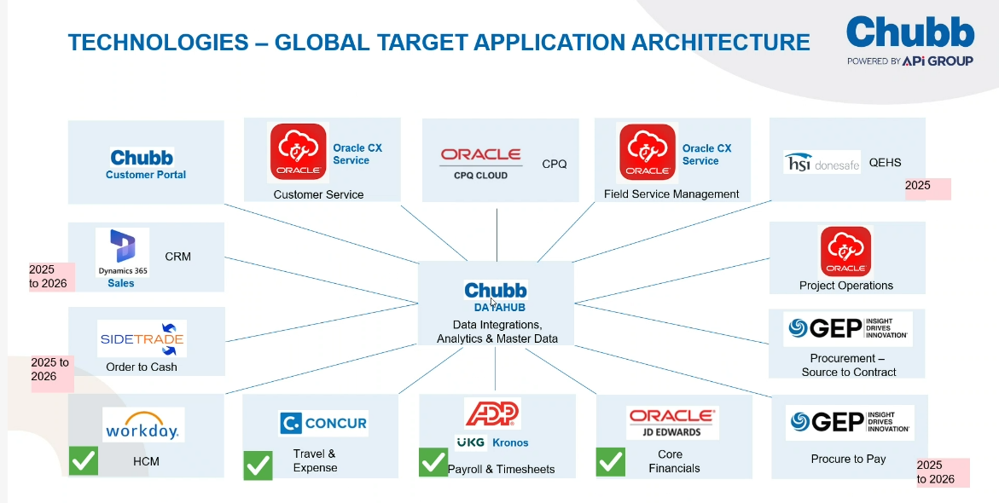 TECHNOLOGIES – GLOBAL TARGET APPLICATION ARCHITECTURE
Chubb
POWERED BY APi GROUP
Chubb
Customer Portal
ORACLE
Oracle CX
Service
Customer Service
ORACLE
CPQ CLOUD
CPQ
ORACLE
Oracle CX
Service
Field Service Management
hsi donesafe
QEHS
2025
Dynamics 365
Sales
CRM
2025
to 2026
Chubb
DATAHUB
Data Integrations,
Analytics & Master Data
ORACLE
Project Operations
SIDETRADE
Order to Cash
2025 to
2026
GEP INSIGHT
DRIVES
INNOVATION
Procurement –
Source to Contract
workday.
HCM
C. CONCUR
Travel &
Expense
ADP
UKG Kronos
Payroll & Timesheets
ORACLE
JD EDWARDS
Core
Financials
GEP INSIGHT
DRIVES
INNOVATION
Procure to Pay
2025
to 2026